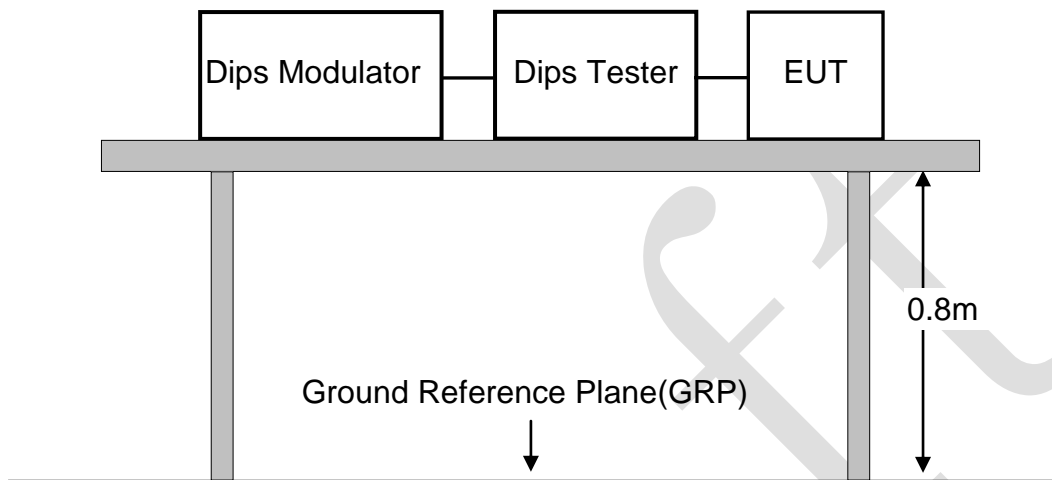 Dips Modulator
Dips Tester
EUT
0.8m
Ground Reference Plane(GRP)